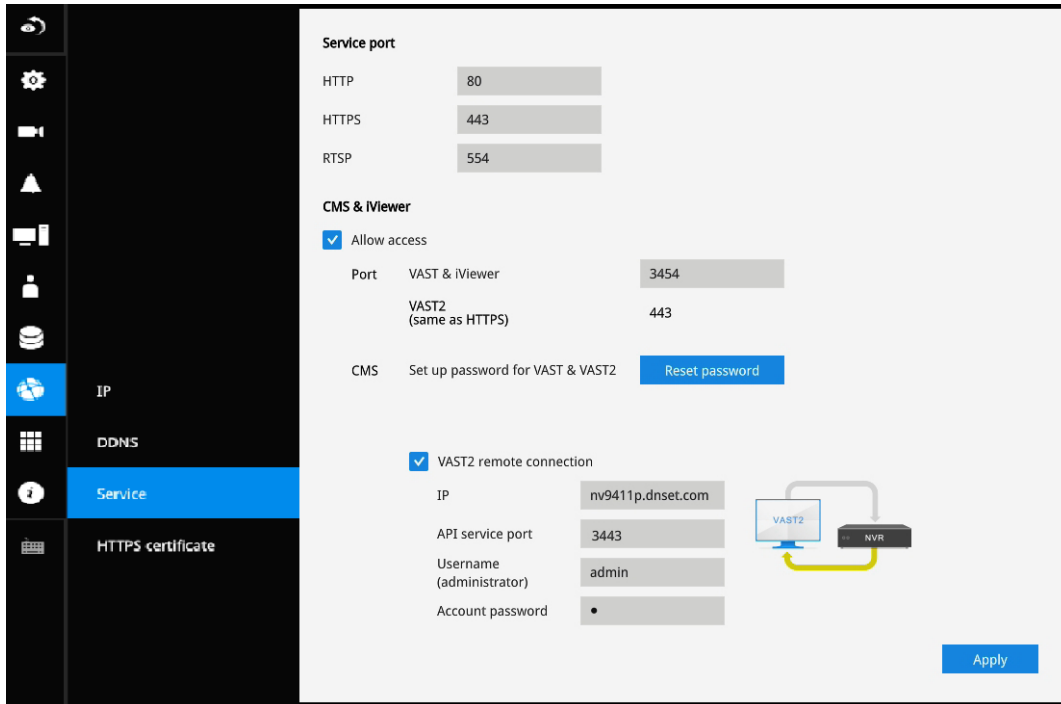 Service port
HTTP 80
HTTPS 443
RTSP 554
CMS & iViewer
Allow access
Port VAST & iViewer 3454
VAST2
(same as HTTPS) 443
CMS Set up password for VAST & VAST2 Reset password
IP
DDNS
Service
HTTPS certificate
VAST2 remote connection
IP nv9411p.dnset.com
API service port 3443
Username
(administrator) admin
Account password •
VAST2
NVR
Apply